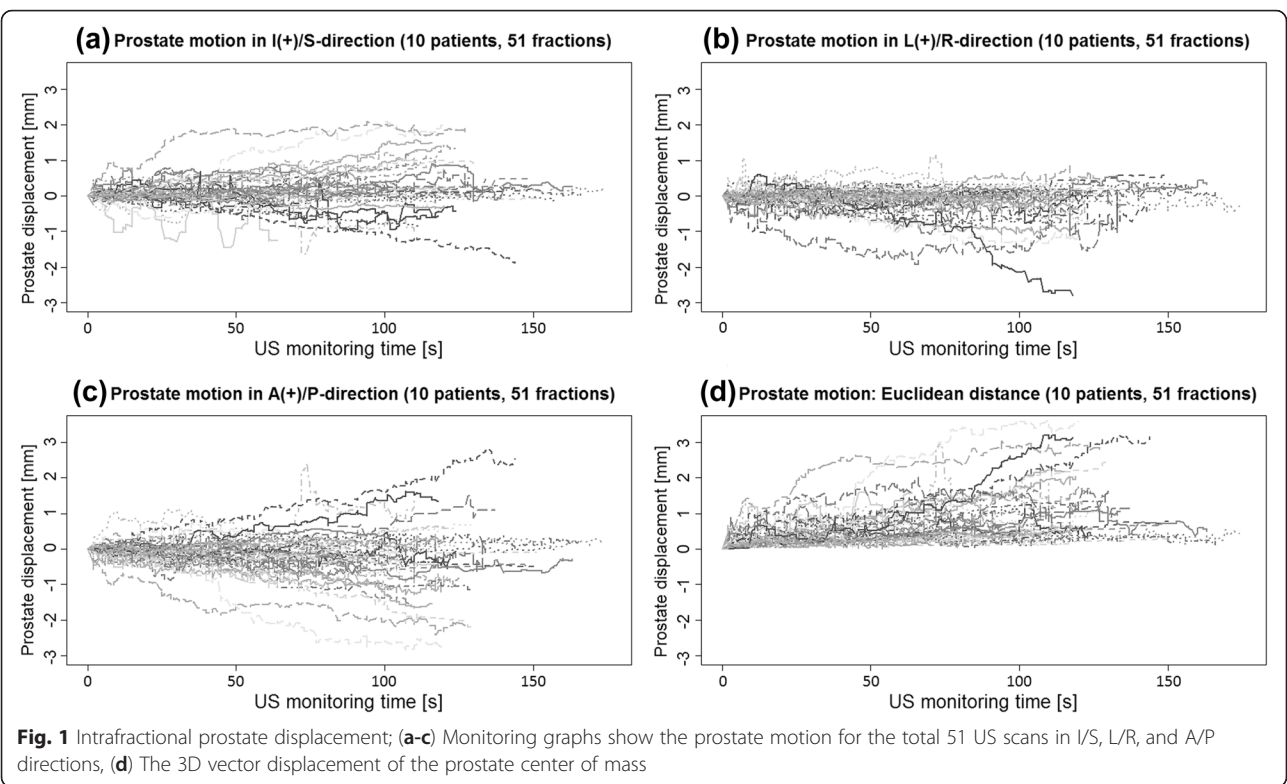 (a) Prostate motion in I(+)/S-direction (10 patients, 51 fractions)
Prostate displacement [mm]
3
2
1
0
-1
-2
-3
0 50 100 150
US monitoring time [s]
(b) Prostate motion in L(+)/R-direction (10 patients, 51 fractions)
Prostate displacement [mm]
3
2
1
0
-1
-2
-3
0 50 100 150
US monitoring time [s]
(c) Prostate motion in A(+)/P-direction (10 patients, 51 fractions)
Prostate displacement [mm]
3
2
1
0
-1
-2
-3
0 50 100 150
US monitoring time [s]
(d) Prostate motion: Euclidean distance (10 patients, 51 fractions)
Prostate displacement [mm]
3
2
1
0
-1
-2
-3
0 50 100 150
US monitoring time [s]
Fig. 1 Intrafractional prostate displacement; (a-c) Monitoring graphs show the prostate motion for the total 51 US scans in I/S, L/R, and A/P
directions, (d) The 3D vector displacement of the prostate center of mass